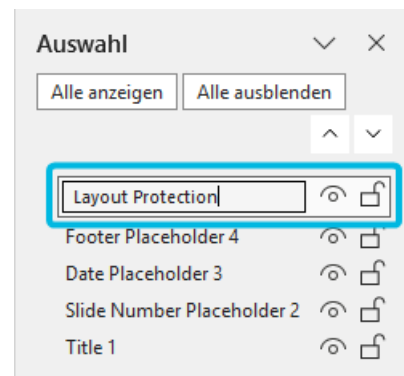 Auswahl
Alle anzeigen Alle ausblenden
Layout Protection
Footer Placeholder 4
Date Placeholder 3
Slide Number Placeholder 2
Title 1